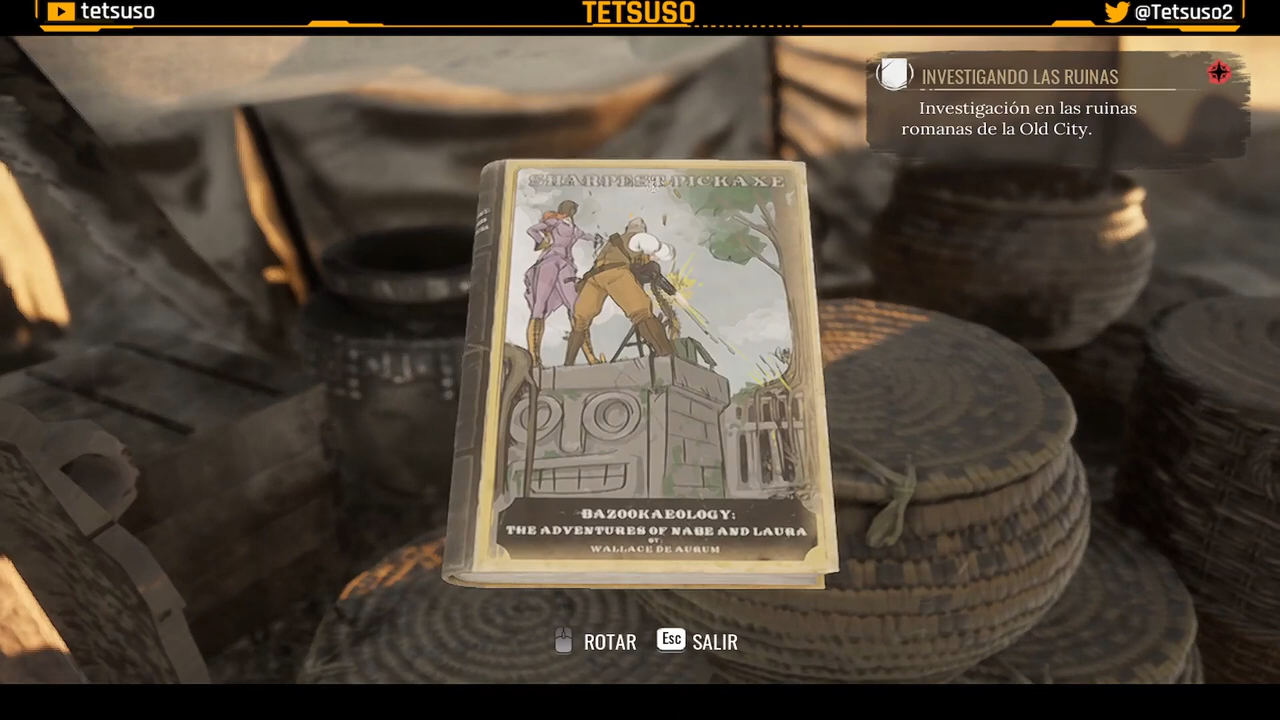 tetsuso
TETSUSO
@Tetsuso2
INVESTIGANDO LAS RUINAS
Investigación en las ruinas
romanas de la Old City.
SHARPEST PICKAXE
BAZOOKAEOLOGY:
THE ADVENTURES OF NABE AND LAURA
BY:
WALLACE DE AURUM
ROTAR
Esc
SALIR